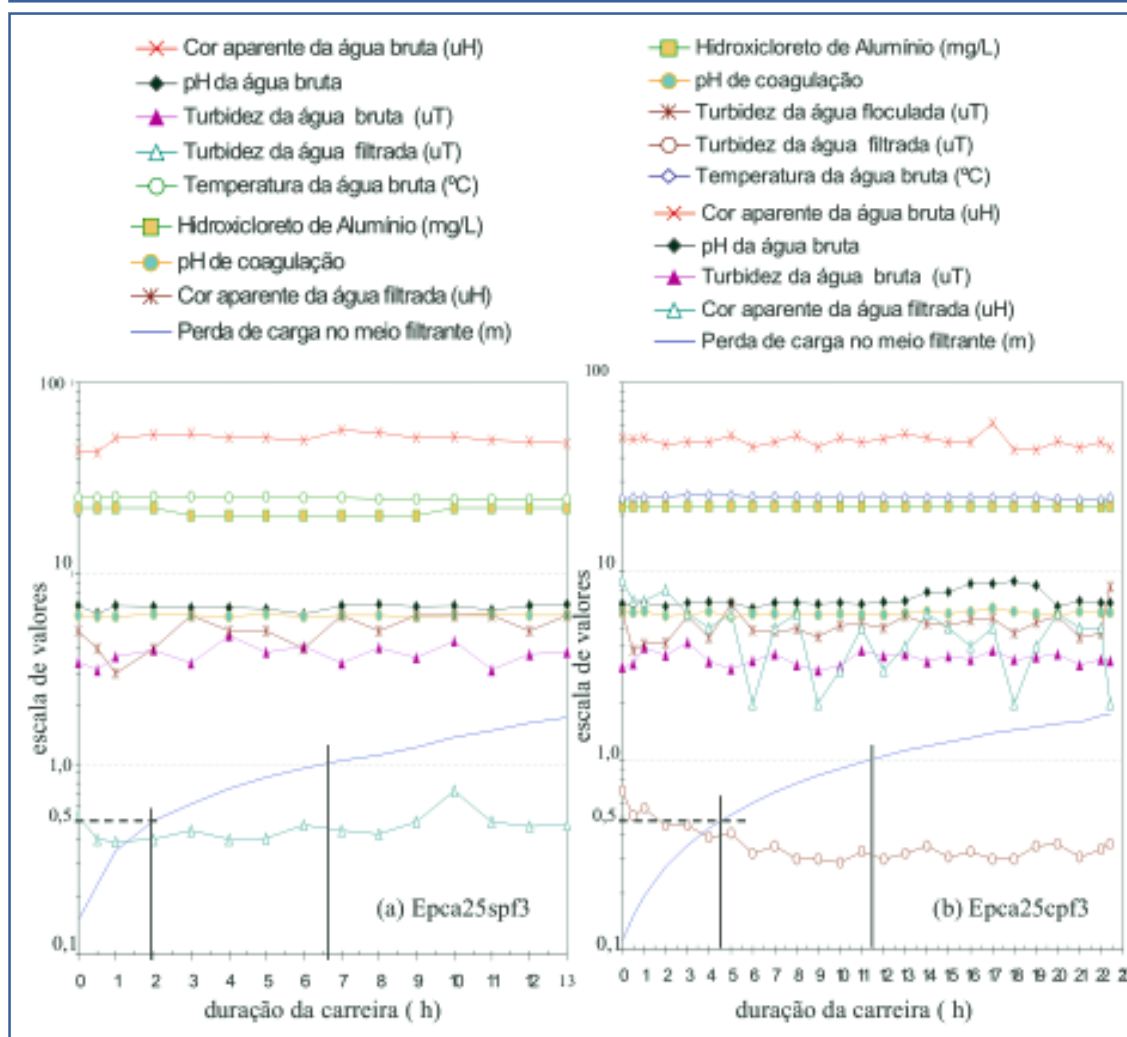 Cor aparente da água bruta (uH)
pH da água bruta
Turbidez da água bruta (uT)
Turbidez da água filtrada (uT)
Temperatura da água bruta (ºC)
Hidroxicloreto de Alumínio (mg/L)
pH de coagulação
Cor aparente da água filtrada (uH)
Perda de carga no meio filtrante (m)
Hidroxicloreto de Alumínio (mg/L)
pH de coagulação
Turbidez da água floculada (uT)
Turbidez da água filtrada (uT)
Temperatura da água bruta (ºC)
Cor aparente da água bruta (uH)
pH da água bruta
Turbidez da água bruta (uT)
Cor aparente da água filtrada (uH)
Perda de carga no meio filtrante (m)
escala de valores
100
10
1,0
0,5
0,1
(a) Epca25spf3
0 1 2 3 4 5 6 7 8 9 10 11 12 13
duração da carreira ( h)
escala de valores
100
10
1,0
0,5
0,1
(b) Epca25cpf3
0 1 2 3 4 5 6 7 8 9 10 11 12 13 14 15 16 17 18 19 20 21 22
duração da carreira ( h)